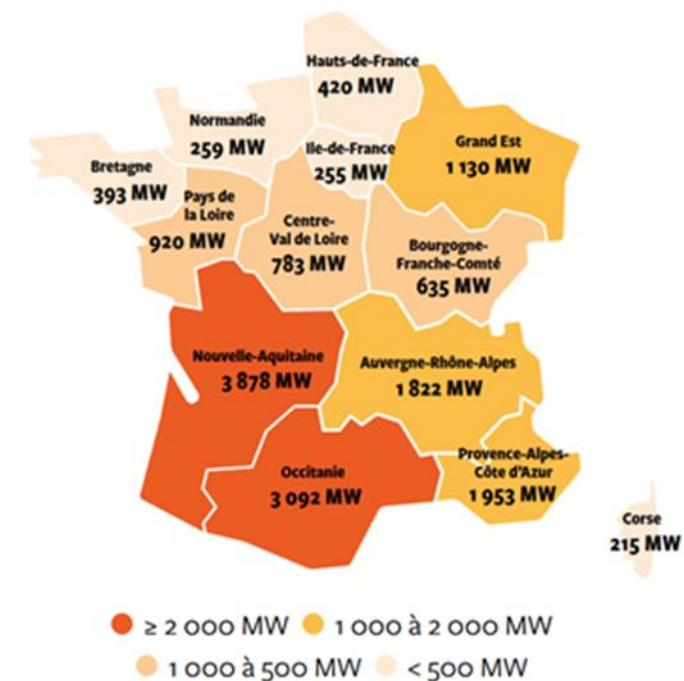 Hauts-de-France
420 MW
Normandie
259 MW
Ile-de-France
255 MW
Grand Est
1 130 MW
Bretagne
393 MW
Pays de
la Loire
920 MW
Centre-
Val de Loire
783 MW
Bourgogne-
Franche-Comté
635 MW
Nouvelle-Aquitaine
3 878 MW
Auvergne-Rhône-Alpes
1 822 MW
Occitanie
3 092 MW
Provence-Alpes-
Côte d'Azur
1 953 MW
Corse
215 MW
≥ 2 000 MW 1 000 à 2 000 MW
1 000 à 500 MW < 500 MW